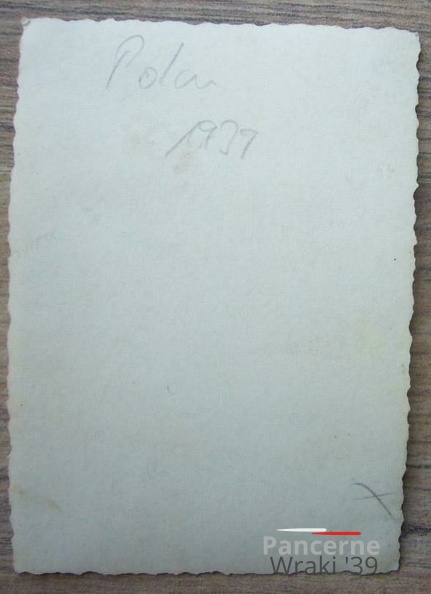 Polen
1939
x
Pancerne
Wraki '39